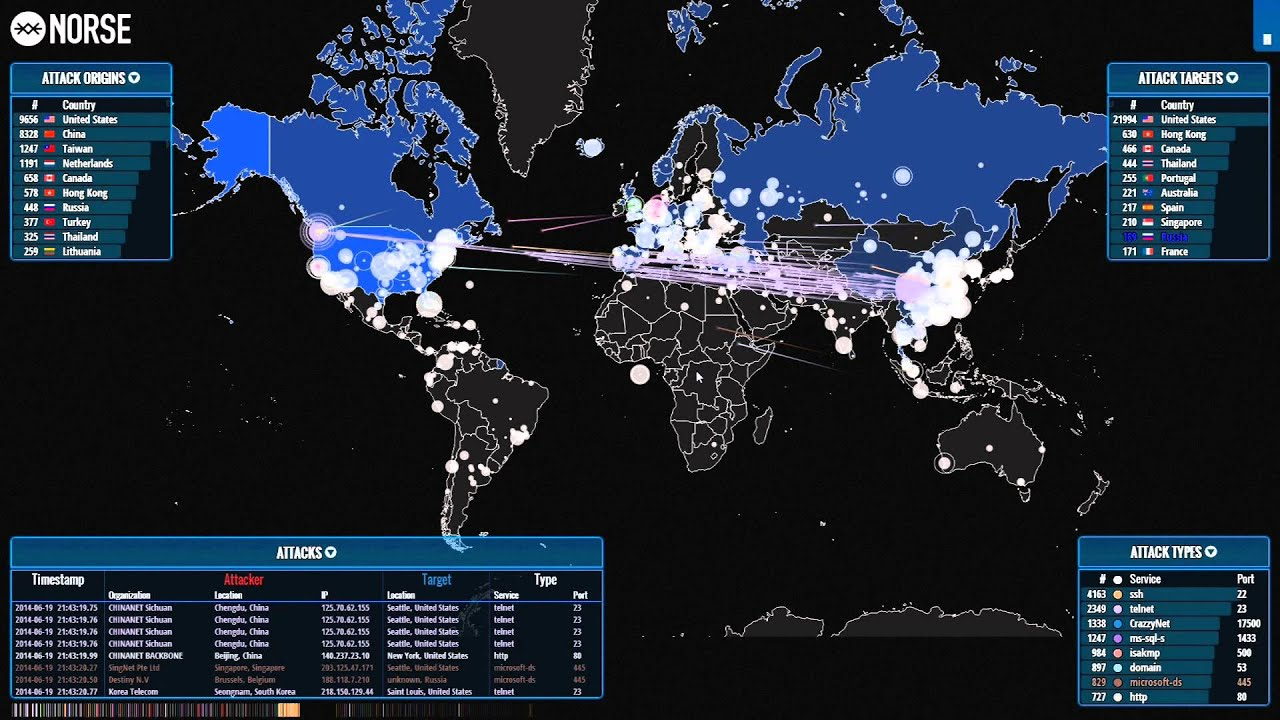 NORSE
ATTACK ORIGINS
# Country
9656 United States
8328 China
1247 Taiwan
1191 Netherlands
658 Canada
578 Hong Kong
448 Russia
377 Turkey
325 Thailand
259 Lithuania
ATTACK TARGETS
# Country
21994 United States
630 Hong Kong
466 Canada
444 Thailand
255 Portugal
221 Australia
217 Spain
210 Singapore
Russia
171 France
ATTACKS
Timestamp Attacker Target Type
Organization Location IP Location Service Port
2014-06-19 21:43:19.75 CHINANET Sichuan Chengdu, China 125.70.62.155 Seattle, United States telnet 23
2014-06-19 21:43:19.76 CHINANET Sichuan Chengdu, China 125.70.62.155 Seattle, United States telnet 23
2014-06-19 21:43:19.76 CHINANET Sichuan Chengdu, China 125.70.62.155 Seattle, United States telnet 23
2014-06-19 21:43:19.76 CHINANET Sichuan Chengdu, China 125.70.62.155 Seattle, United States telnet 23
2014-06-19 21:43:19.99 CHINANET BACKBONE Beijing, China 140.237.23.10 New York, United States http 80
2014-06-19 21:43:20.27 SingNet Pte Ltd Singapore, Singapore 203.125.47.171 Seattle, United States microsoft-ds 445
2014-06-19 21:43:20.50 Destiny N.V Brussels, Belgium 188.118.7.210 unknown, Russia microsoft-ds 445
2014-06-19 21:43:20.77 Korea Telecom Seongnam, South Korea 218.150.129.44 Saint Louis, United States telnet 23
ATTACK TYPES
# Service Port
4163 ssh 22
2349 telnet 23
1338 CrazzyNet 17500
1247 ms-sql-s 1433
984 isakmp 500
897 domain 53
829 microsoft-ds 445
727 http 80